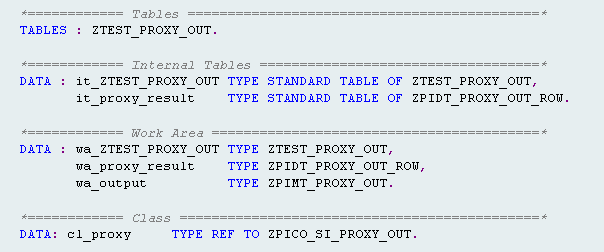 *============ Tables ======================================*
TABLES : ZTEST_PROXY_OUT.
*============ Internal Tables ==============================*
DATA : it_ZTEST_PROXY_OUT TYPE STANDARD TABLE OF ZTEST_PROXY_OUT,
it_proxy_result TYPE STANDARD TABLE OF ZPIDT_PROXY_OUT_ROW.
*============ Work Area ===================================*
DATA : wa_ZTEST_PROXY_OUT TYPE ZTEST_PROXY_OUT,
wa_proxy_result TYPE ZPIDT_PROXY_OUT_ROW,
wa_output TYPE ZPIMT_PROXY_OUT.
*============ Class =======================================*
DATA: cl_proxy TYPE REF TO ZPICO_SI_PROXY_OUT.